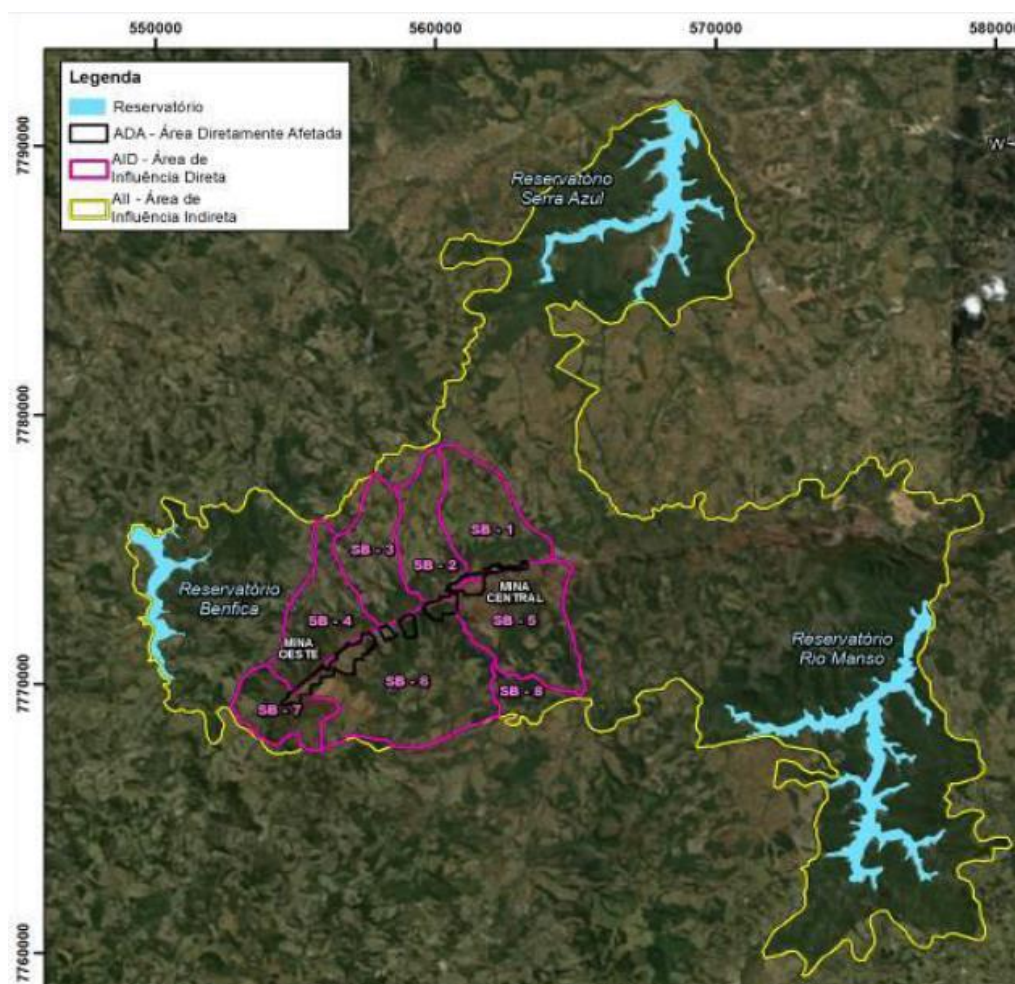 550000
560000
570000
580000
7790000
7780000
7770000
7760000
Legenda
Reservatório
ADA - Área Diretamente Afetada
AID - Área de
Influência Direta
AII - Área de
Influência Indireta
Reservatório
Serra Azul
SB - 1
SB - 3
SB - 2
Reservatório
Benfica
MINA
CENTRAL
SB - 4
SB - 5
MINA
OESTE
Reservatório
Rio Manso
SB - 6
SB - 8
SB - 7